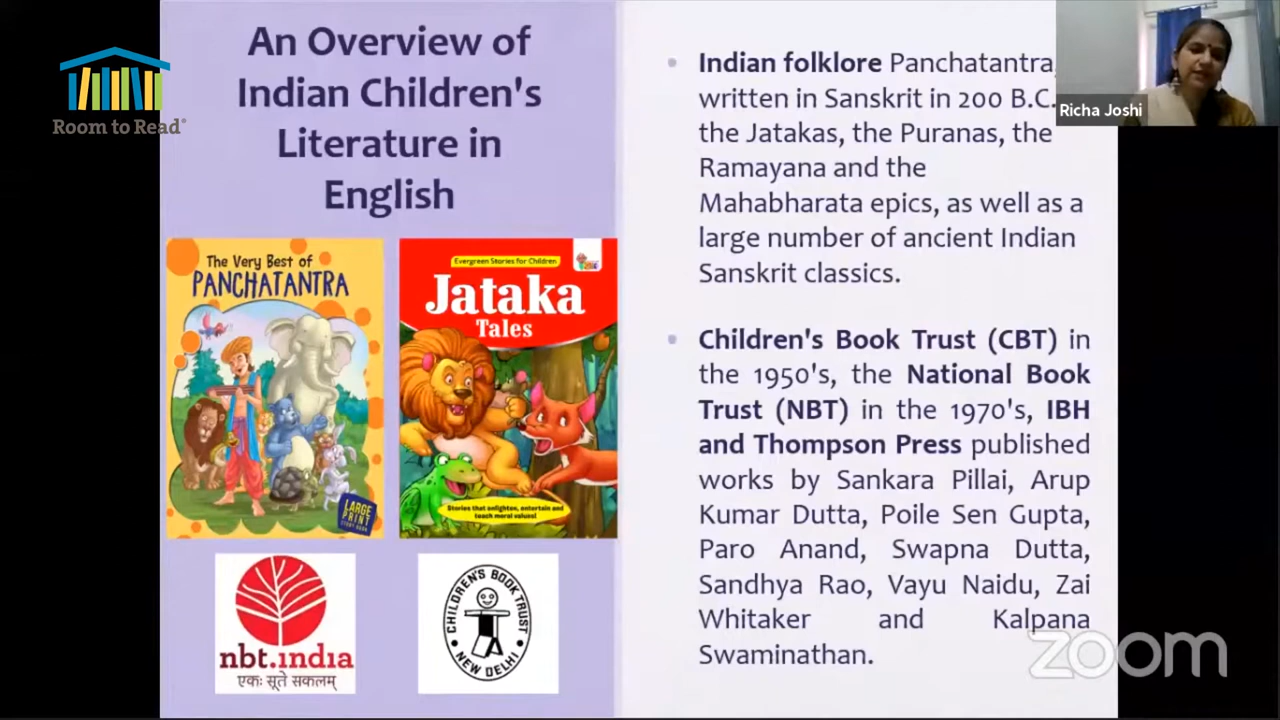 An Overview of
Indian Children's
Literature in
English
Room to Read®
The Very Best of
PANCHATANTRA
LARGE
PRINT
Evergreen Stories for Children
Jataka
Tales
Stories that enlighten, entertain and
teach moral values!
nbt.india
एकः सूते सकलम्
CHILDREN'S BOOK TRUST
NEW DELHI
• Indian folklore Panchatantra,
written in Sanskrit in 200 B.C.
the Jatakas, the Puranas, the
Ramayana and the
Mahabharata epics, as well as a
large number of ancient Indian
Sanskrit classics.
• Children's Book Trust (CBT) in
the 1950's, the National Book
Trust (NBT) in the 1970's, IBH
and Thompson Press published
works by Sankara Pillai, Arup
Kumar Dutta, Poile Sen Gupta,
Paro Anand, Swapna Dutta,
Sandhya Rao, Vayu Naidu, Zai
Whitaker and Kalpana
Swaminathan.
Richa Joshi
zoom